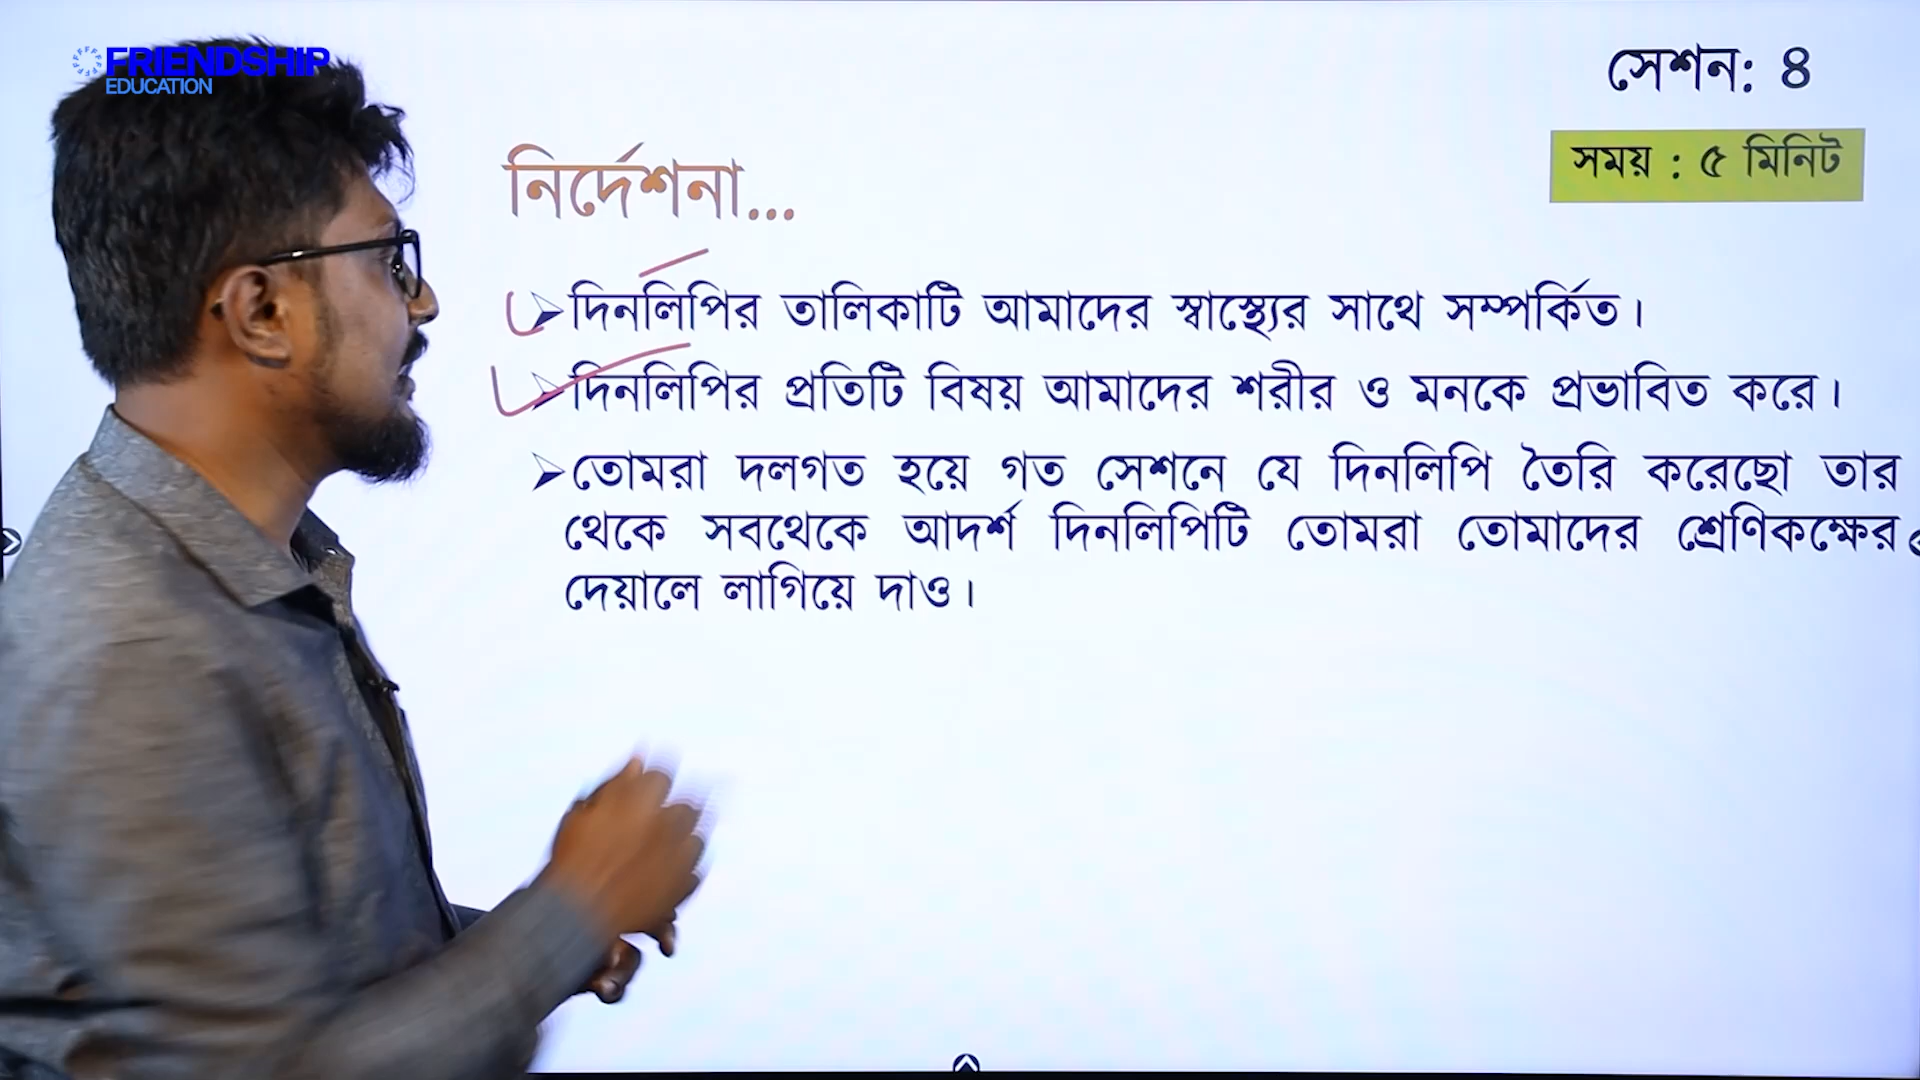 FRIENDSHIP
EDUCATION
সেশন: ৪
সময় : ৫ মিনিট
নির্দেশনা...
দিনলিপির তালিকাটি আমাদের স্বাস্থ্যের সাথে সম্পর্কিত।
দিনলিপির প্রতিটি বিষয় আমাদের শরীর ও মনকে প্রভাবিত করে।
তোমরা দলগত হয়ে গত সেশনে যে দিনলিপি তৈরি করেছো তার
থেকে সবথেকে আদর্শ দিনলিপিটি তোমরা তোমাদের শ্রেণিকক্ষের
দেয়ালে লাগিয়ে দাও।